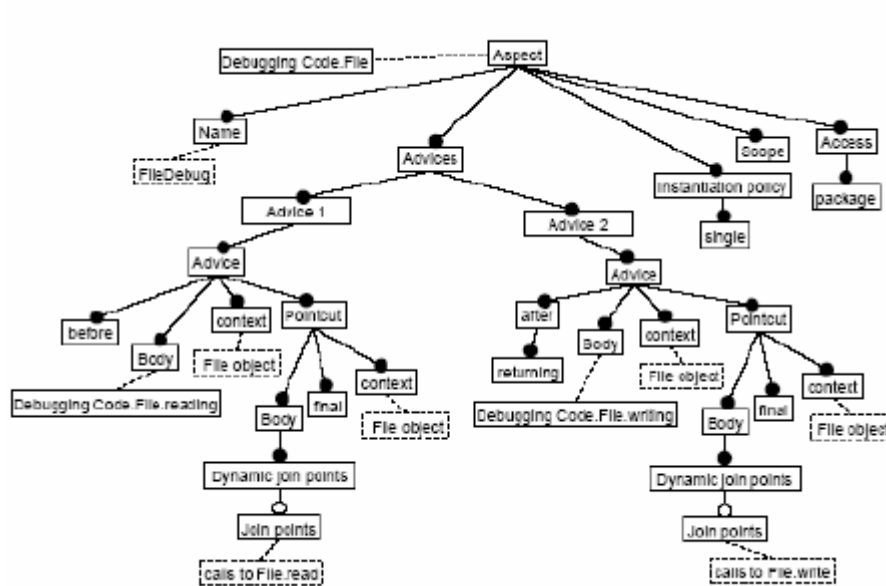 Aspect
Debugging Code.File
Name
FileDebug
Advices
Scope
Access
Instantiation policy
package
single
Advice 1
Advice 2
Advice
Advice
before
Body
context
Pointcut
File object
Debugging Code.File.reading
Body
final
context
File object
Dynamic join points
Join points
calls to File.read
after
returning
Body
context
Pointcut
File object
Debugging Code.File.writing
Body
final
context
File object
Dynamic join points
Join points
calls to File.write